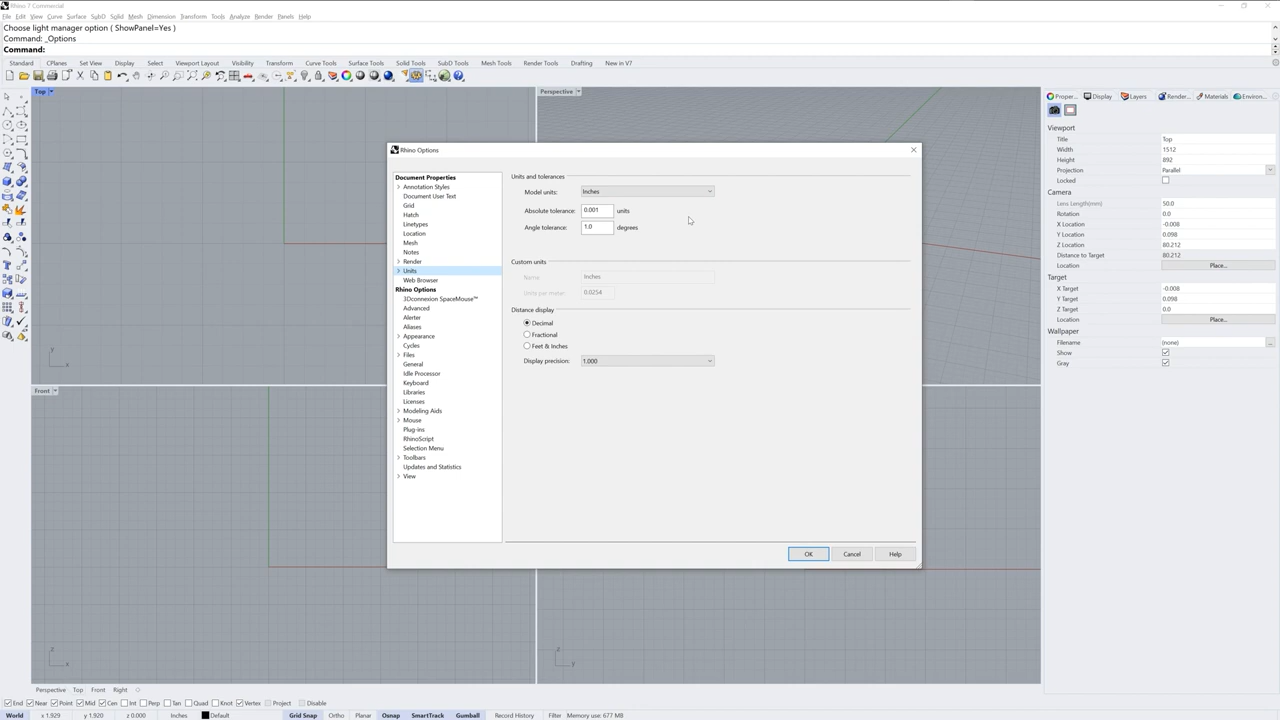 Rhino 7 Commercial
File Edit View Curve Surface SubD Solid Mesh Dimension Transform Tools Analyze Render Panels Help
Choose light manager option ( ShowPanel=Yes )
Command: _Options
Command:
Standard CPlanes Set View Display Select Viewport Layout Visibility Transform Curve Tools Surface Tools Solid Tools SubD Tools Mesh Tools Render Tools Drafting New in V7
Top
Perspective
Proper... Display Layers Render... Materials Environ...
Viewport
Title Top
Width 1512
Height 892
Projection Parallel
Locked
Camera
Lens Length(mm) 50.0
Rotation 0.0
X Location -0.008
Y Location 0.098
Z Location 80.212
Distance to Target 80.212
Location Place...
Target
X Target -0.008
Y Target 0.098
Z Target 0.0
Location Place...
Wallpaper
Filename (none) ...
Show
Gray
Rhino Options
Document Properties
Annotation Styles
Document User Text
Grid
Hatch
Linetypes
Location
Mesh
Notes
Render
Units
Web Browser
Rhino Options
3Dconnexion SpaceMouse™
Advanced
Alerter
Aliases
Appearance
Cycles
Files
General
Idle Processor
Keyboard
Libraries
Licenses
Modeling Aids
Mouse
Plug-ins
RhinoScript
Selection Menu
Toolbars
Updates and Statistics
View
Units and tolerances
Model units: Inches
Absolute tolerance: 0.001 units
Angle tolerance: 1.0 degrees
Custom units
Name Inches
Units per meter: 0.0254
Distance display
Decimal
Fractional
Feet & Inches
Display precision: 1.000
OK Cancel Help
y
x
Front
z
x
z
y
Perspective Top Front Right
End Near Point Mid Cen Int Perp Tan Quad Knot Vertex Project Disable
World x 1.929 y 1.920 z 0.000 Inches Default Grid Snap Ortho Planar Osnap SmartTrack Gumball Record History Filter Memory use: 677 MB